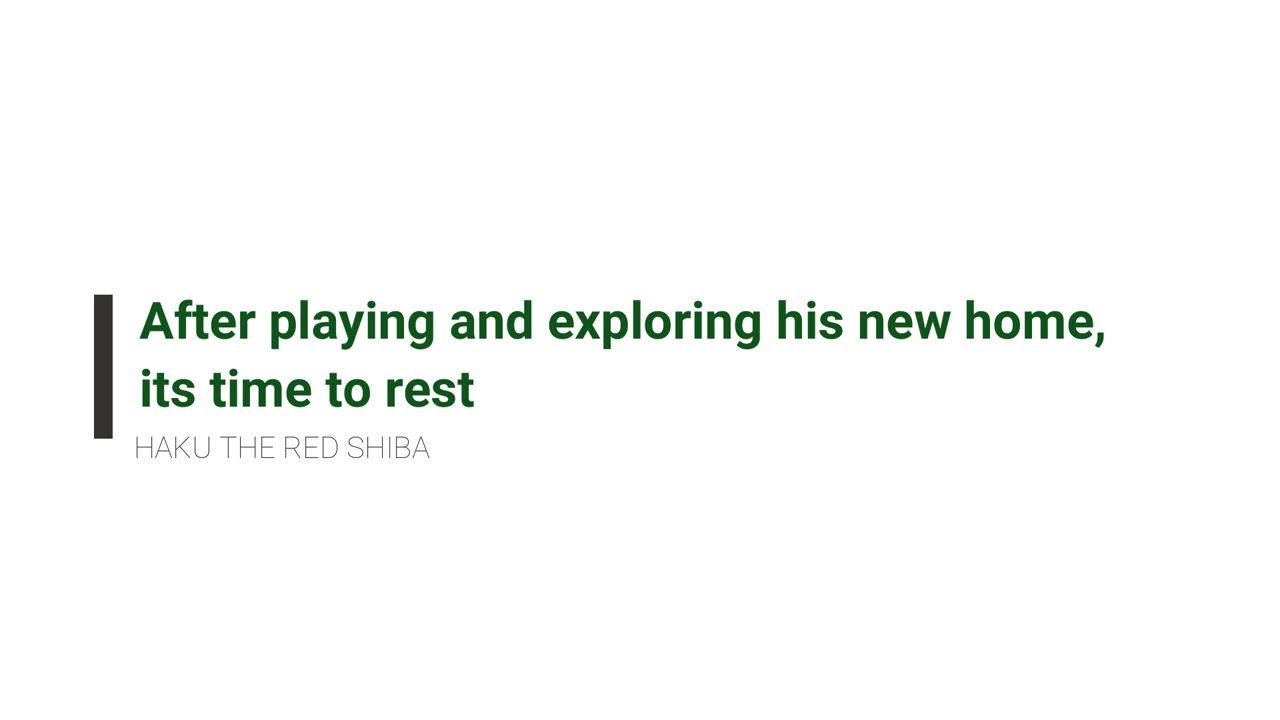 After playing and exploring his new home,
its time to rest
HAKU THE RED SHIBA